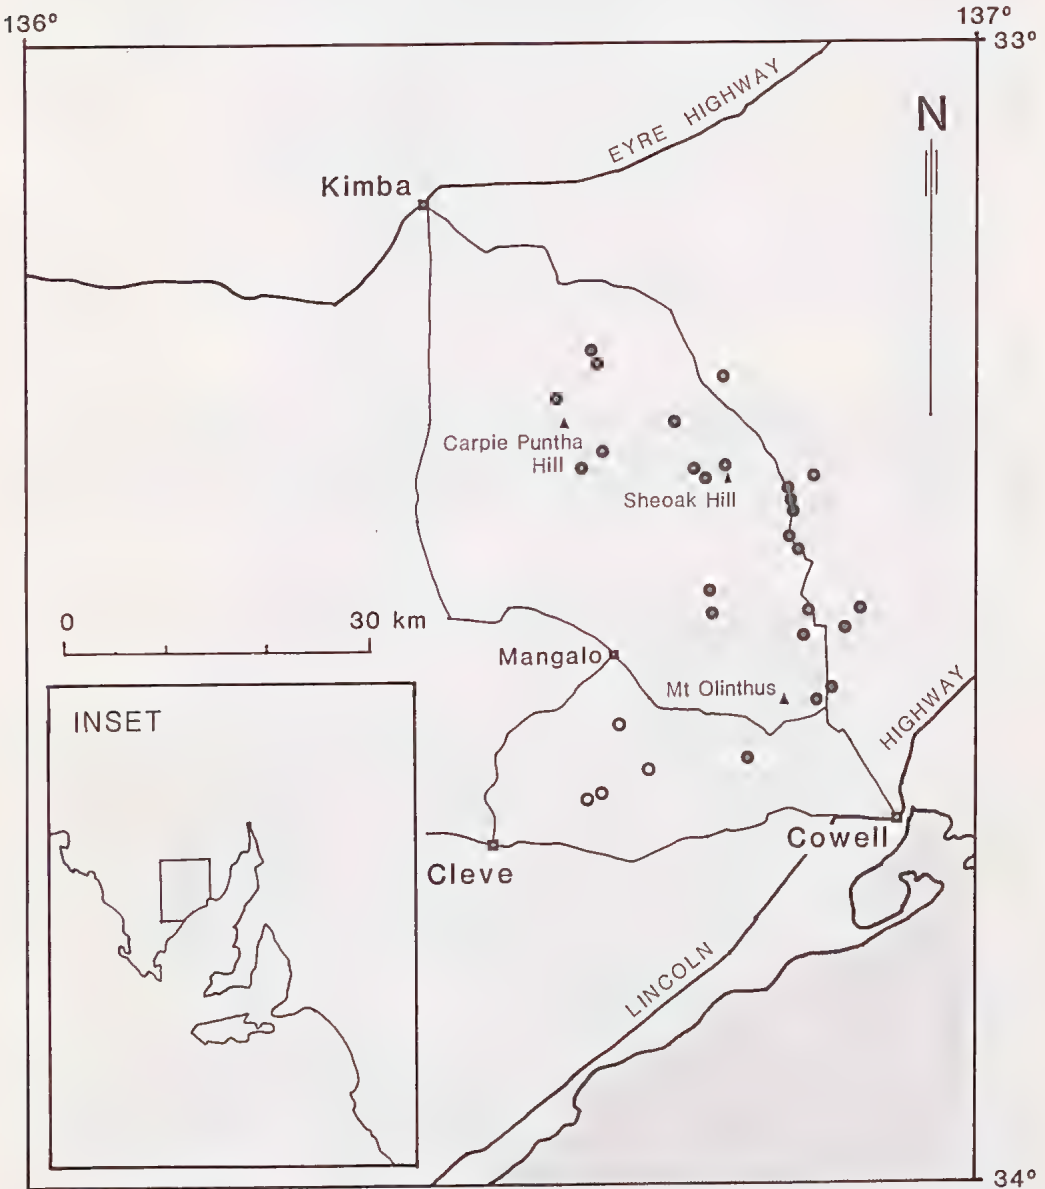 136°
137°
33°
EYRE HIGHWAY
N
Kimba
Carpie Puntha
Hill
Sheoak Hill
0 30 km
Mangalo
Mt Olinthus
HIGHWAY
INSET
Cowell
Cleve
LINCOLN
34°